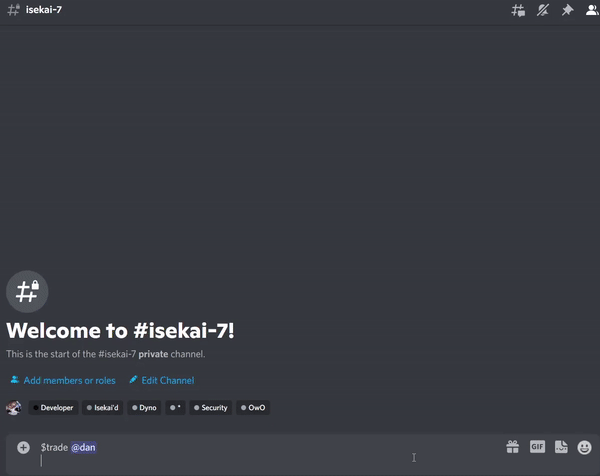 isekai-7
Welcome to #isekai-7!
This is the start of the #isekai-7 private channel.
Add members or roles Edit Channel
Developer Isekai'd Dyno * Security OwO
$trade @dan
GIF